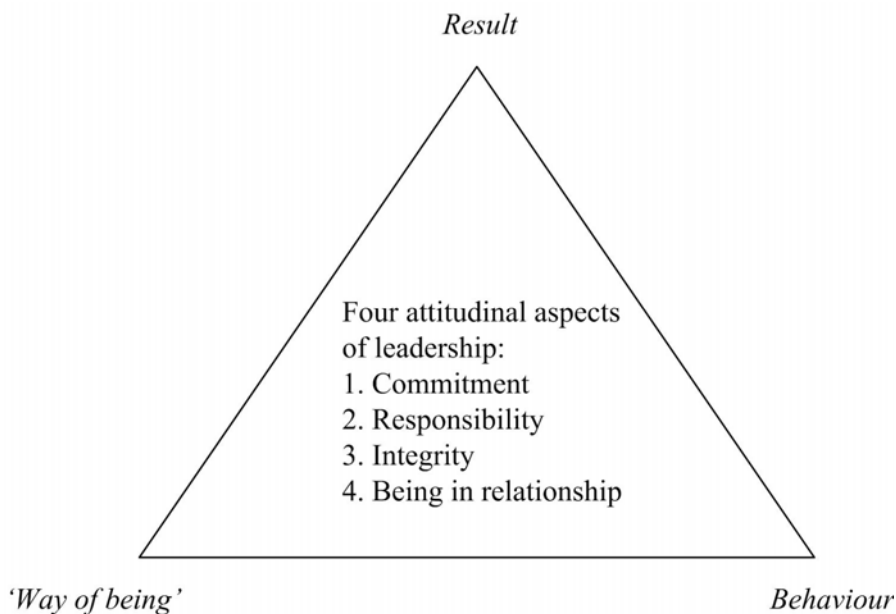 Result
Four attitudinal aspects
of leadership:
1. Commitment
2. Responsibility
3. Integrity
4. Being in relationship
‘Way of being’
Behaviour